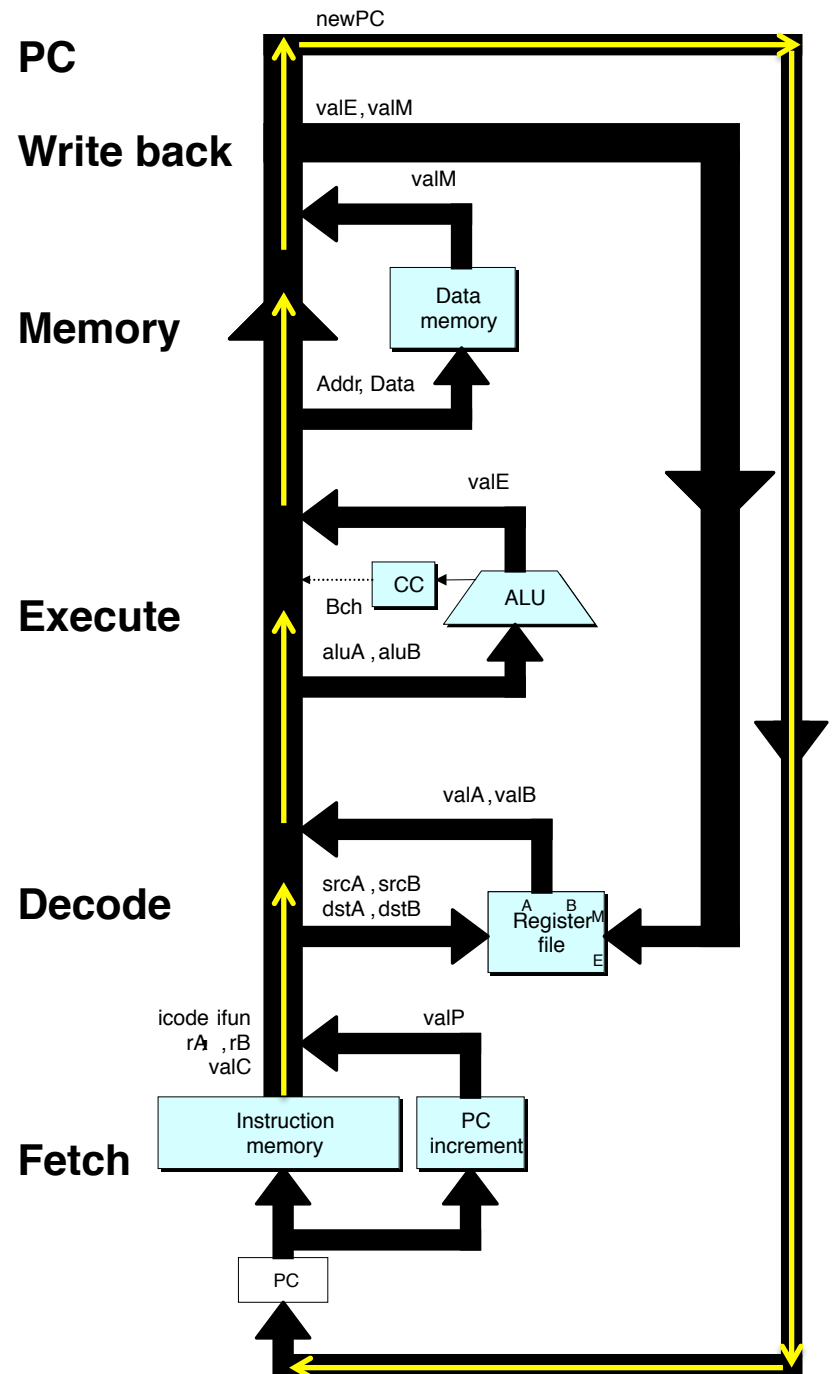 newPC
PC
valE, valM
Write back
valM
Data
memory
Memory
Addr, Data
valE
CC
ALU
Bch
Execute
aluA , aluB
valA , valB
srcA , srcB
dstA , dstB
Decode
A B
Register M
file
E
icode ifun
rA , rB
valC
valP
Instruction
memory
PC
increment
Fetch
PC